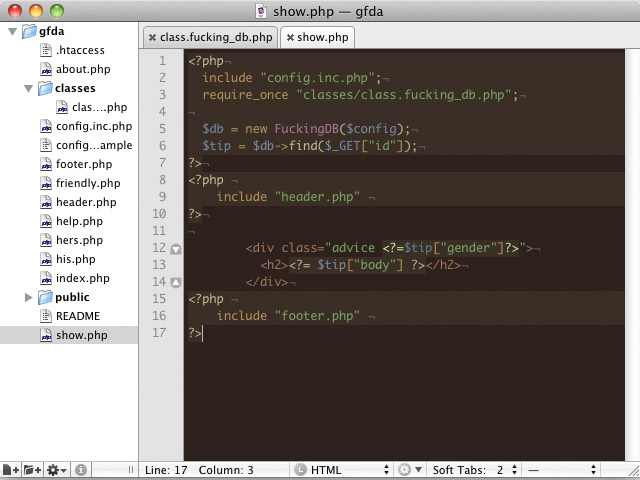 show.php — gfda
gfda
.htaccess
about.php
classes
clas....php
config.inc.php
config...ample
footer.php
friendly.php
header.php
help.php
hers.php
his.php
index.php
public
README
show.php
class.fucking_db.php
show.php
1 <?php¬
2 include "config.inc.php";¬
3 require_once "classes/class.fucking_db.php";¬
4 ¬
5 $db = new FuckingDB($config);¬
6 $tip = $db->find($_GET["id"]);¬
7 ?>¬
8 <?php ¬
9 include "header.php" ¬
10 ?>¬
11 ¬
12 <div class="advice <?=$tip["gender"]?>">¬
13 <h2><?= $tip["body"] ?></h2>¬
14 </div>¬
15 <?php ¬
16 include "footer.php" ¬
17 ?>
Line: 17 Column: 3
L HTML
Soft Tabs: 2
—